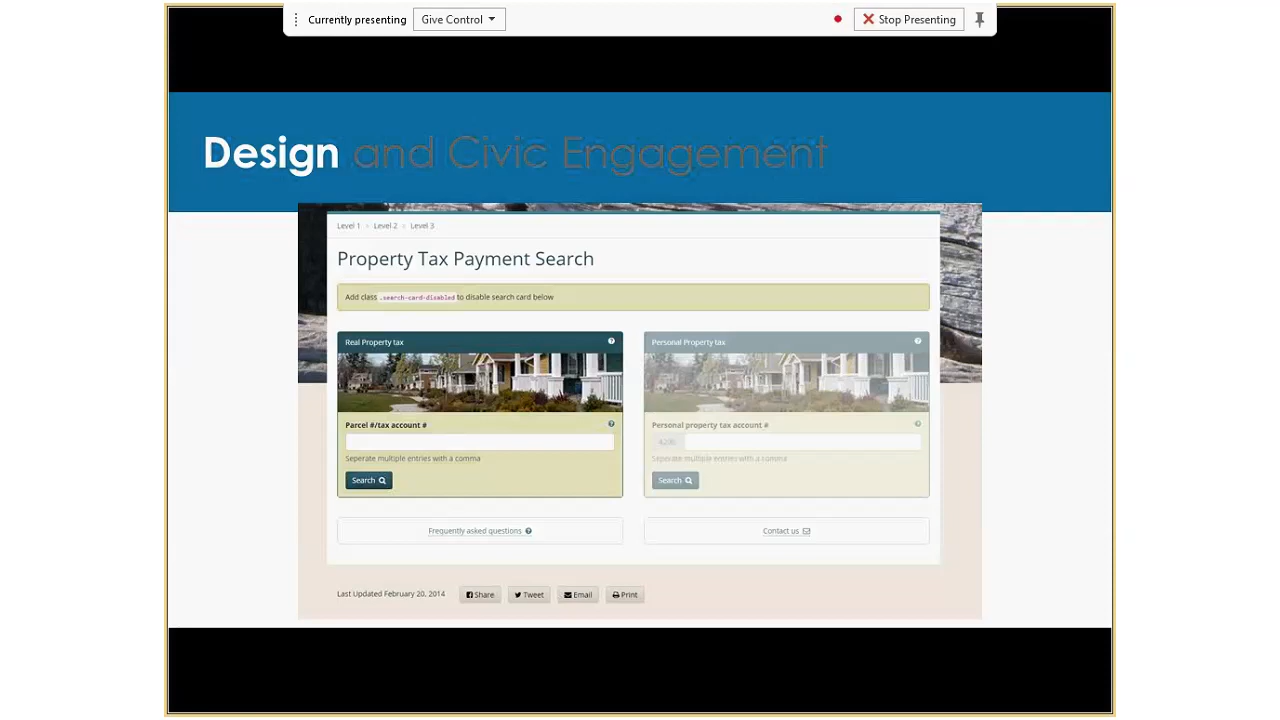 Currently presenting Give Control Stop Presenting
Design and Civic Engagement
Level 1 Level 2 Level 3
Property Tax Payment Search
Add class .search-card-disabled to disable search card below
Real Property tax
Personal Property tax
Parcel #/tax account #
Personal property tax account #
Seperate multiple entries with a comma
Seperate multiple entries with a comma
Search
Search
Frequently asked questions
Contact us
Last Updated February 20, 2014 Share Tweet Email Print